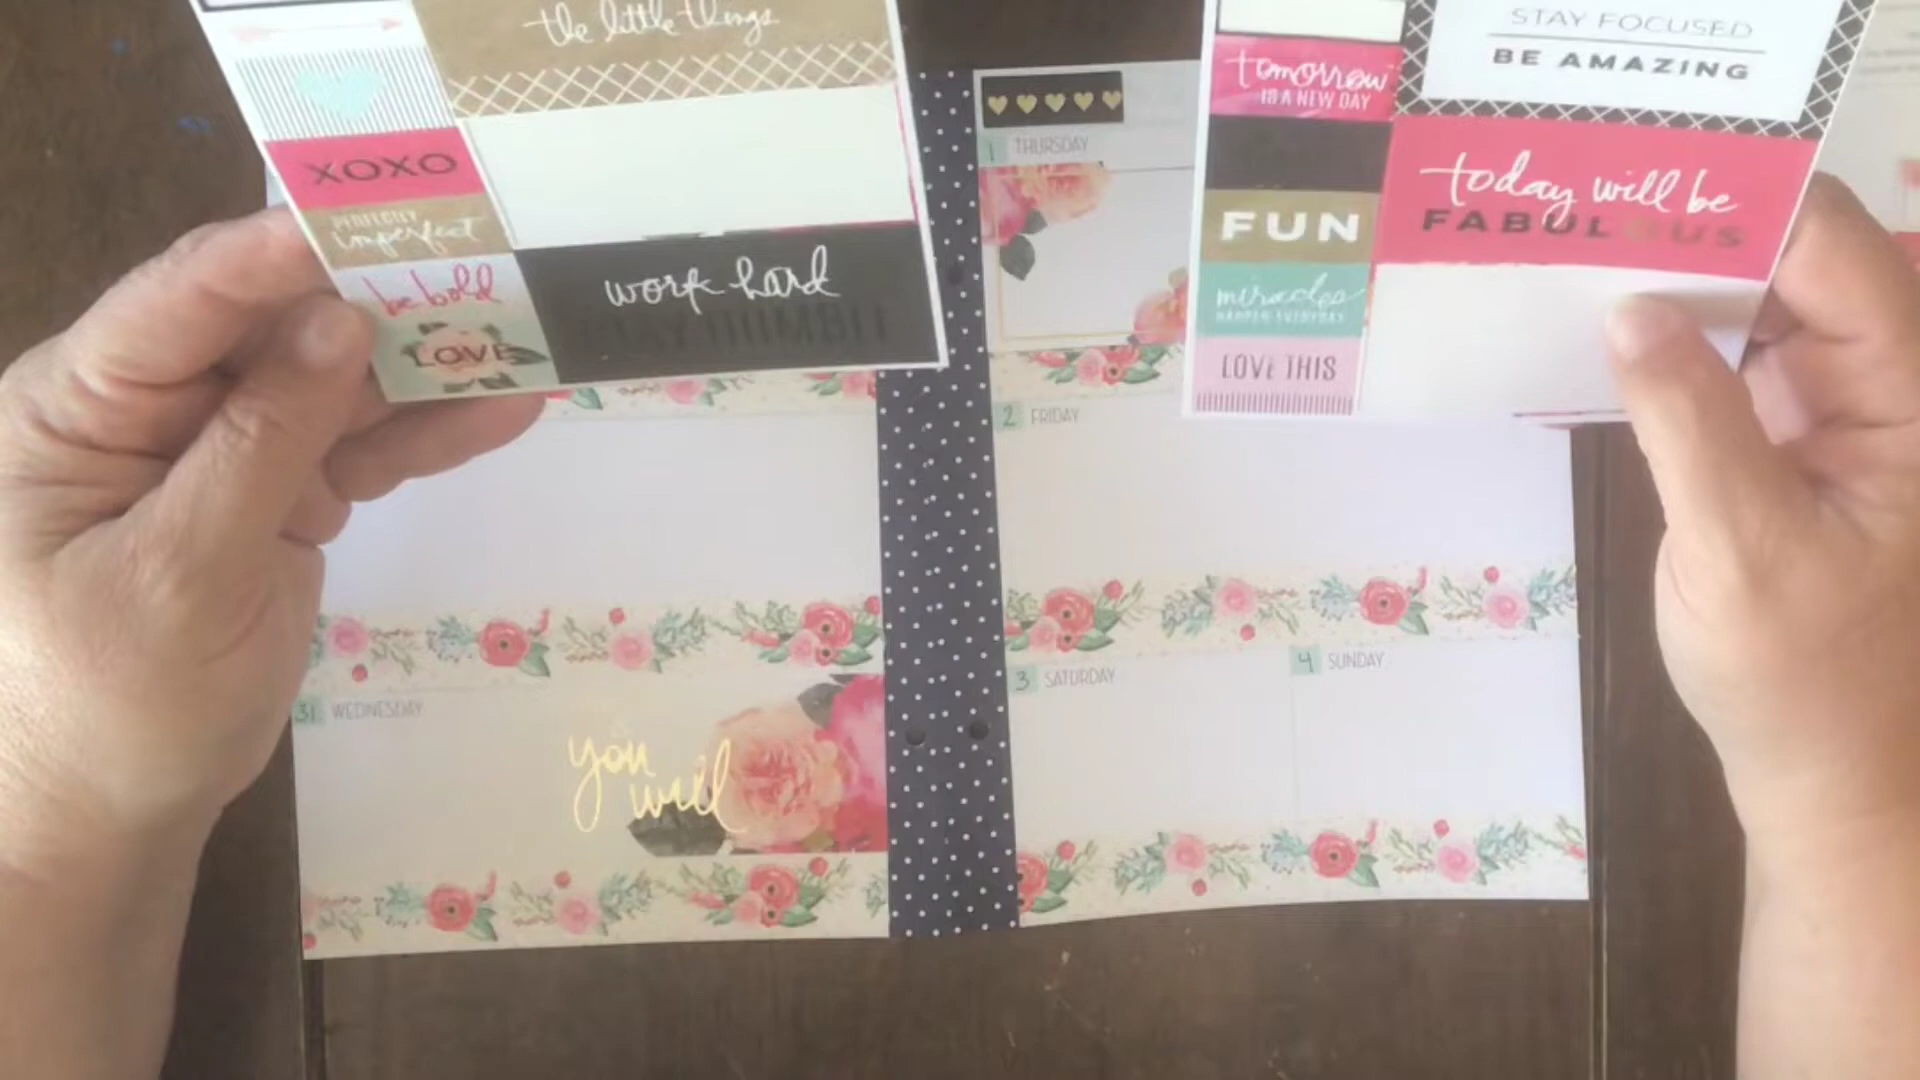 the little things
XOXO
PERFECTLY
imperfect
be bold
LOVE
work hard
STAY HUMBLE
tomorrow
IS A NEW DAY
FUN
miracles
HAPPEN EVERYDAY
LOVE THIS
STAY FOCUSED
BE AMAZING
today will be
FABULOUS
1 THURSDAY
2 FRIDAY
31 WEDNESDAY
you
will
3 SATURDAY
4 SUNDAY